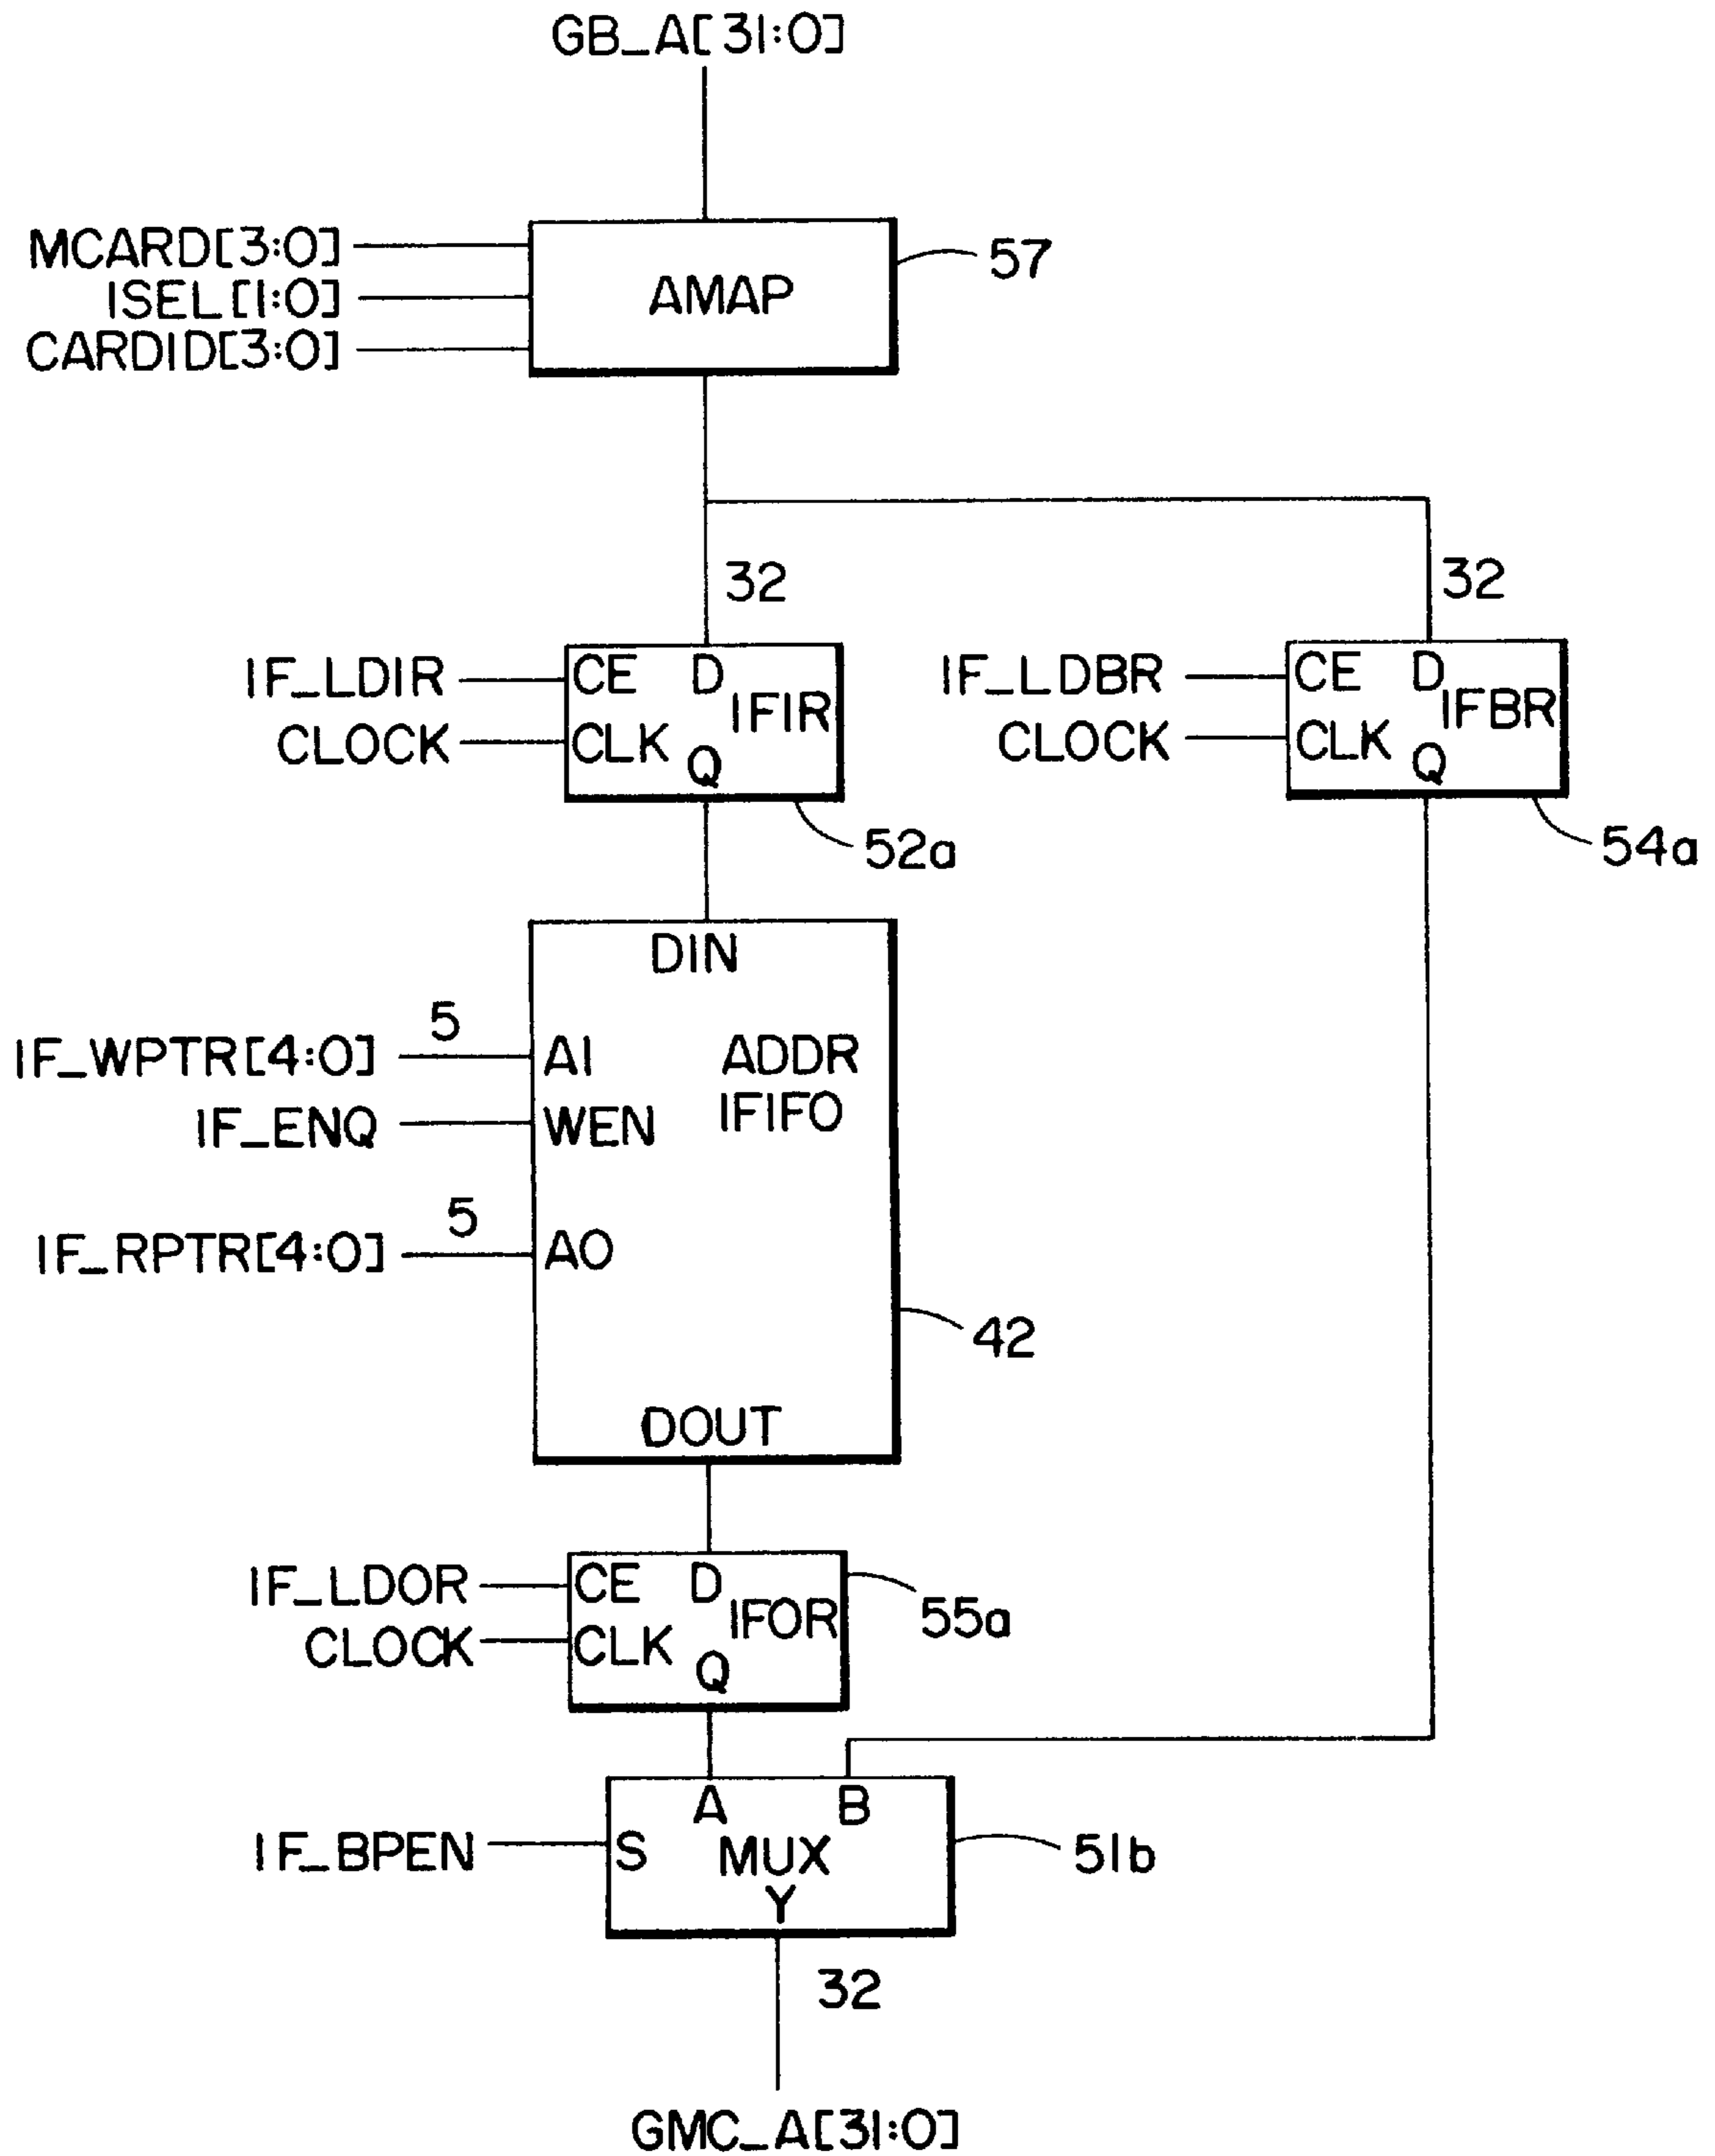 GB_A[31:0]
MCARD[3:0]
ISEL[1:0]
CARDID[3:0]
AMAP
57
32
32
IF_LDIR
CE D
IFIR
CLOCK
CLK
Q
52a
IF_LDBR
CE D
IFBR
CLOCK
CLK
Q
54a
DIN
5
IF_WPTR[4:0]
AI
ADDR
IFIFO
IF_ENQ
WEN
5
IF_RPTR[4:0]
AO
42
DOUT
IF_LDOR
CE D
IFOR
CLOCK
CLK
Q
55a
A B
IF_BPEN
S
MUX
Y
51b
32
GMC_A[31:0]